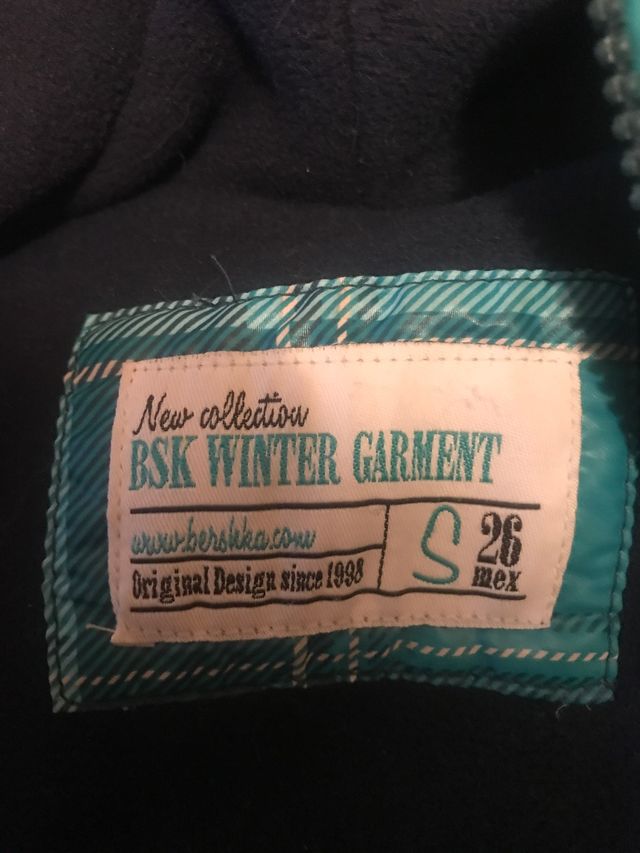 New collection
BSK WINTER GARMENT
www.bershka.com
Original Design since 1998
S
26
mex